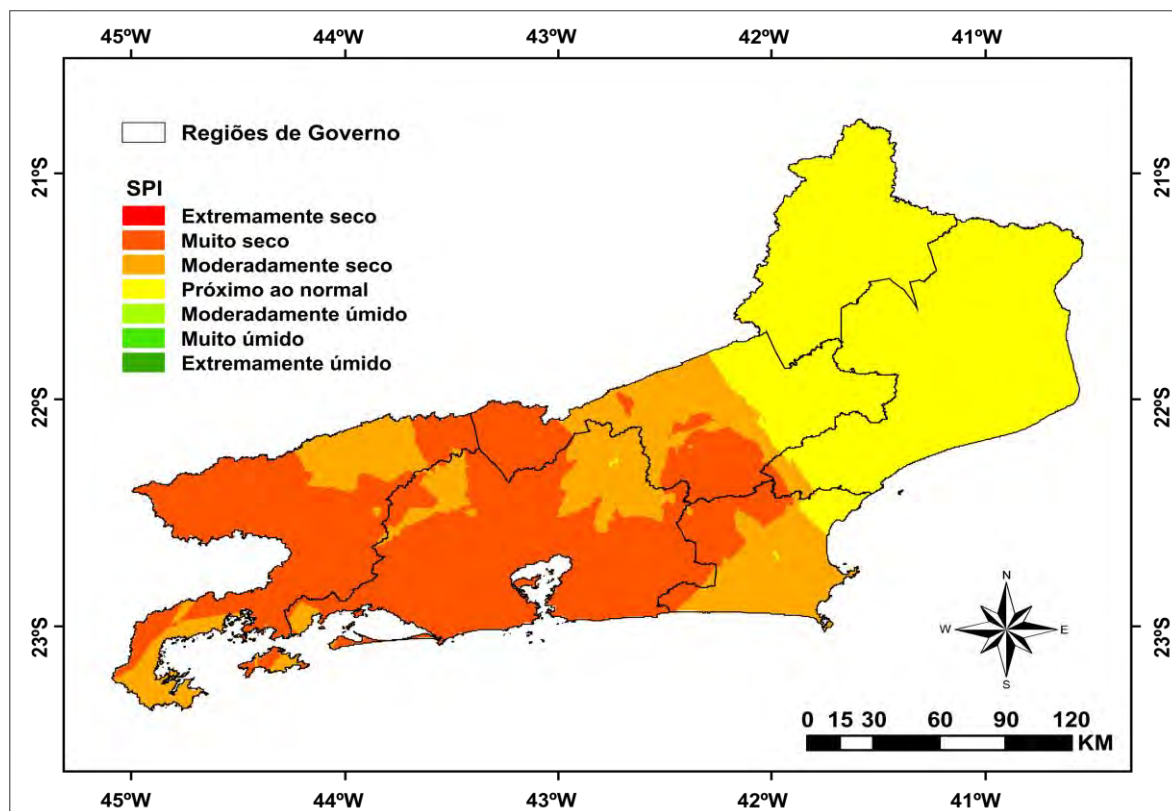 45ºW 44ºW 43ºW 42ºW 41ºW
Regiões de Governo
21ºS 21ºS
SPI
Extremamente seco
Muito seco
Moderadamente seco
Próximo ao normal
Moderadamente úmido
Muito úmido
Extremamente úmido
22ºS 22ºS
N
23ºS W E 23ºS
S
0 15 30 60 90 120
KM
45ºW 44ºW 43ºW 42ºW 41ºW